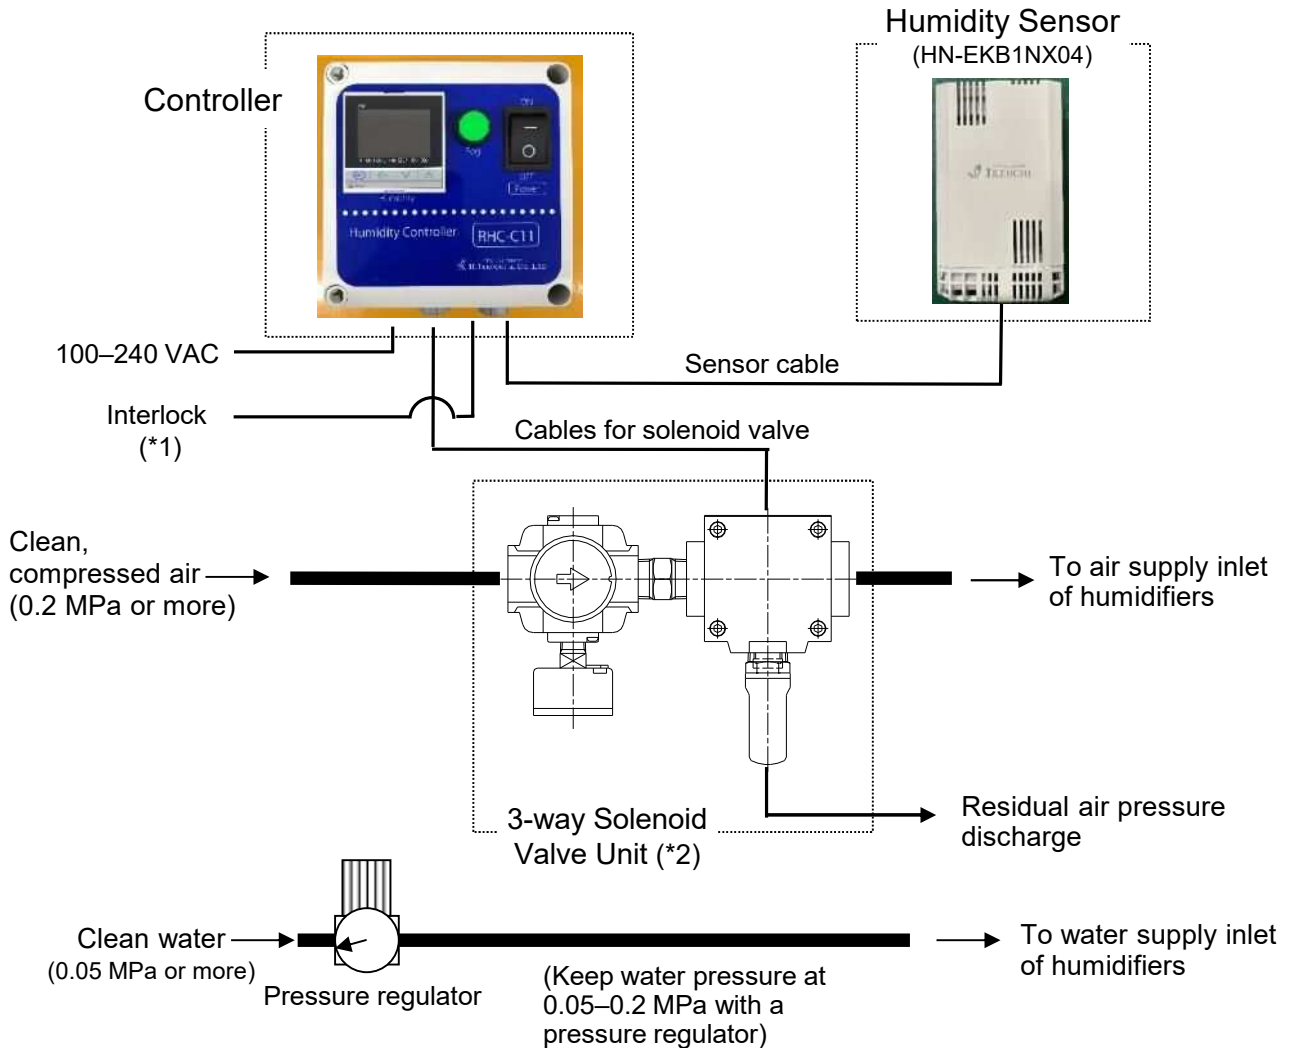 Humidity Sensor
(HN-EKB1NX04)
Controller
ON
Fog
OFF
Power
Humidity Controller
RHC-C11
IKEUCHI
100–240 VAC
Sensor cable
Interlock
(*1)
Cables for solenoid valve
Clean,
compressed air
(0.2 MPa or more)
To air supply inlet
of humidifiers
Residual air pressure
discharge
3-way Solenoid
Valve Unit (*2)
Clean water
(0.05 MPa or more)
Pressure regulator
(Keep water pressure at
0.05–0.2 MPa with a
pressure regulator)
To water supply inlet
of humidifiers